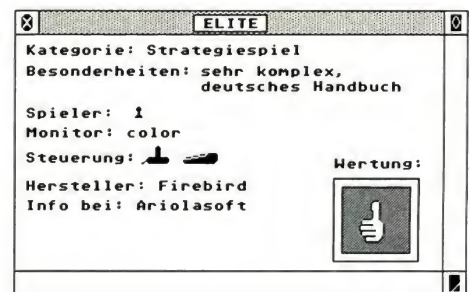 ELITE
Kategorie: Strategiespiel
Besonderheiten: sehr komplex,
deutsches Handbuch
Spieler: 1
Monitor: color
Steuerung:
Wertung:
Hersteller: Firebird
Info bei: Ariolasoft